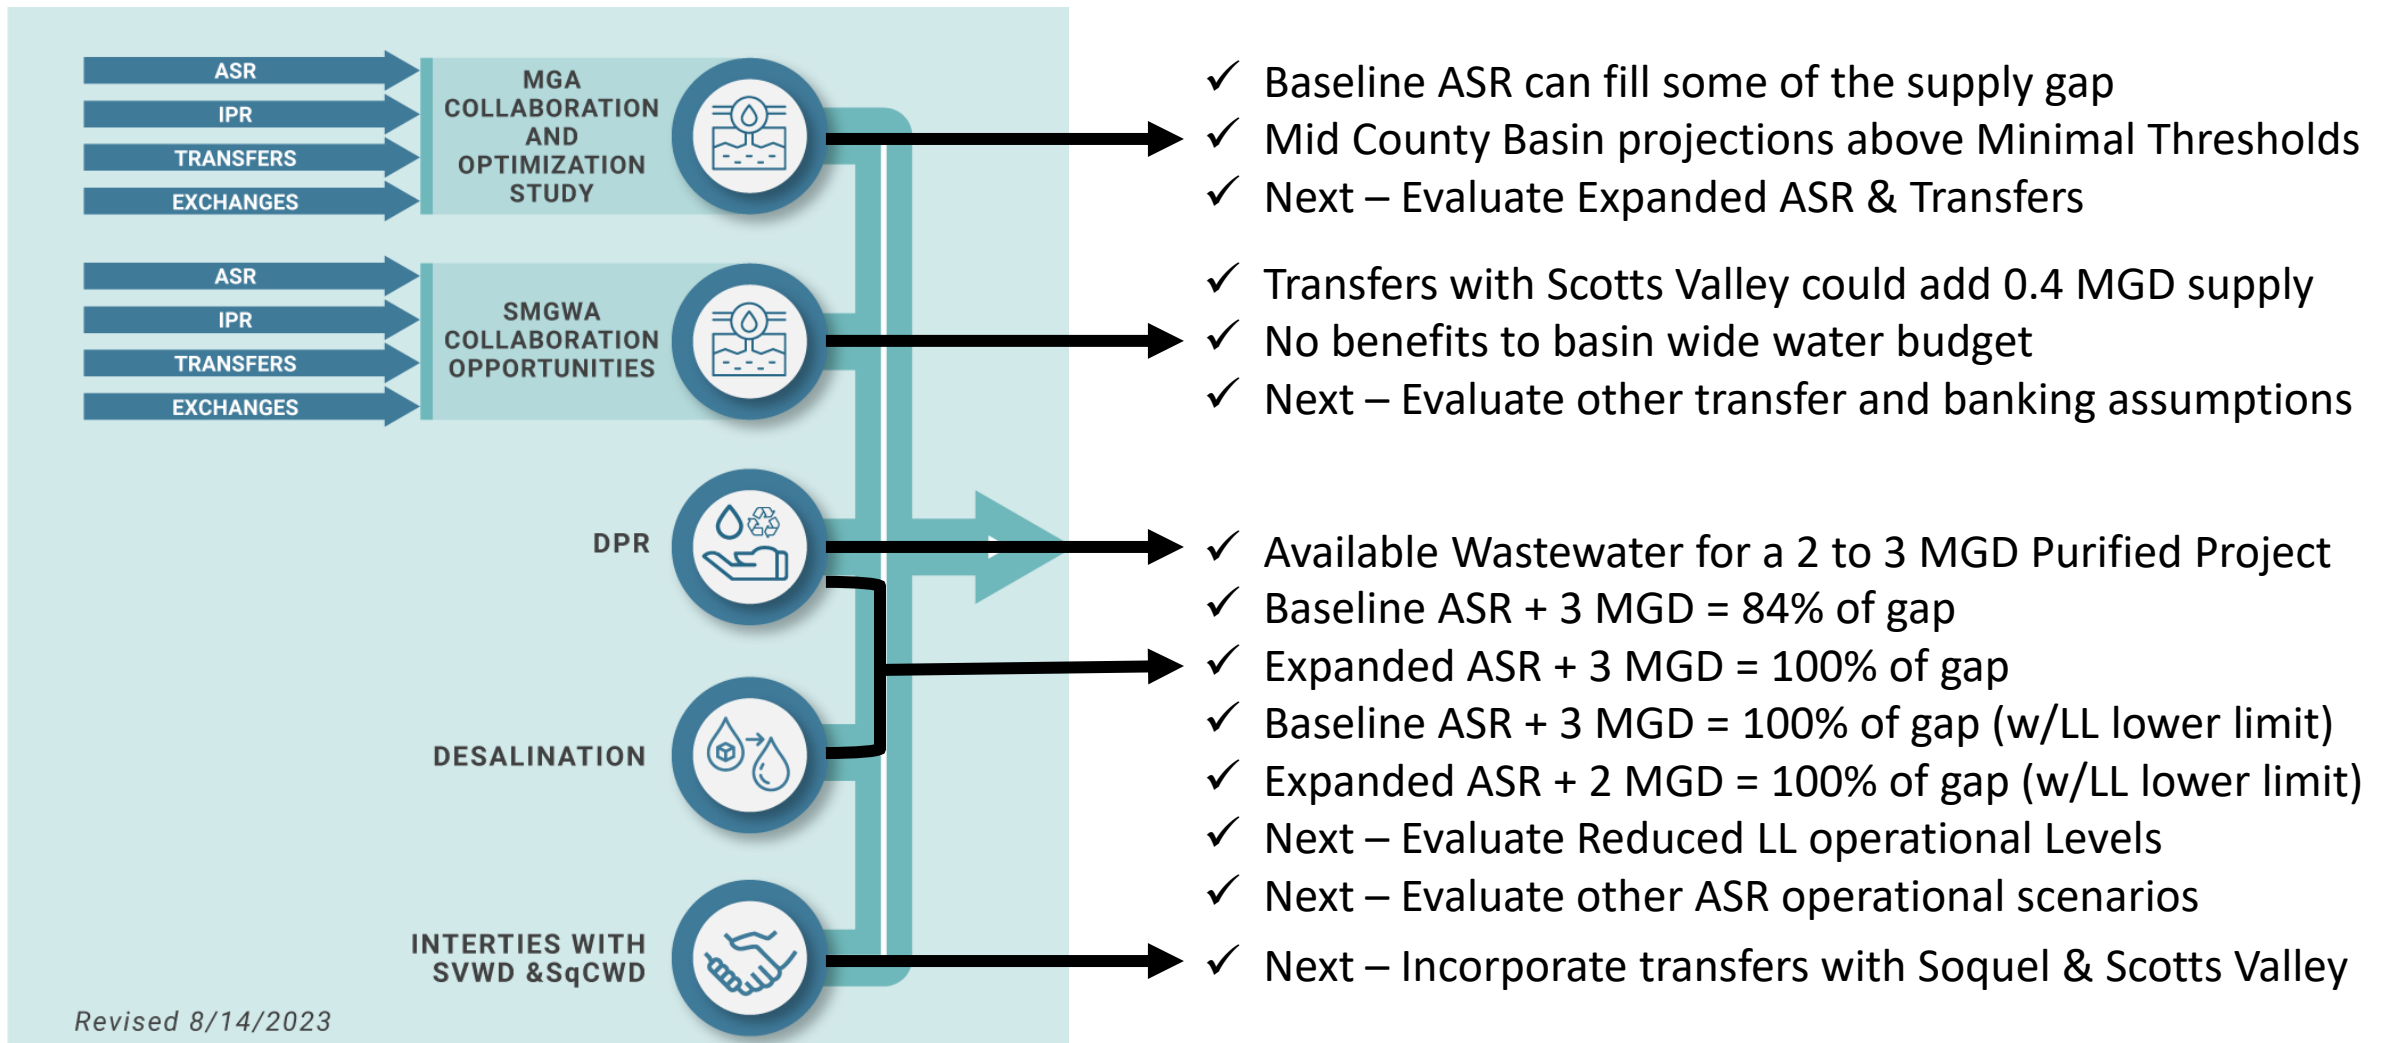 ASR
IPR
TRANSFERS
EXCHANGES
MGA
COLLABORATION
AND
OPTIMIZATION
STUDY
✓ Baseline ASR can fill some of the supply gap
✓ Mid County Basin projections above Minimal Thresholds
✓ Next – Evaluate Expanded ASR & Transfers
ASR
IPR
TRANSFERS
EXCHANGES
SMGWA
COLLABORATION
OPPORTUNITIES
✓ Transfers with Scotts Valley could add 0.4 MGD supply
✓ No benefits to basin wide water budget
✓ Next – Evaluate other transfer and banking assumptions
DPR
✓ Available Wastewater for a 2 to 3 MGD Purified Project
✓ Baseline ASR + 3 MGD = 84% of gap
✓ Expanded ASR + 3 MGD = 100% of gap
✓ Baseline ASR + 3 MGD = 100% of gap (w/LL lower limit)
✓ Expanded ASR + 2 MGD = 100% of gap (w/LL lower limit)
✓ Next – Evaluate Reduced LL operational Levels
✓ Next – Evaluate other ASR operational scenarios
DESALINATION
INTERTIES WITH
SVWD &SqCWD
✓ Next – Incorporate transfers with Soquel & Scotts Valley
Revised 8/14/2023